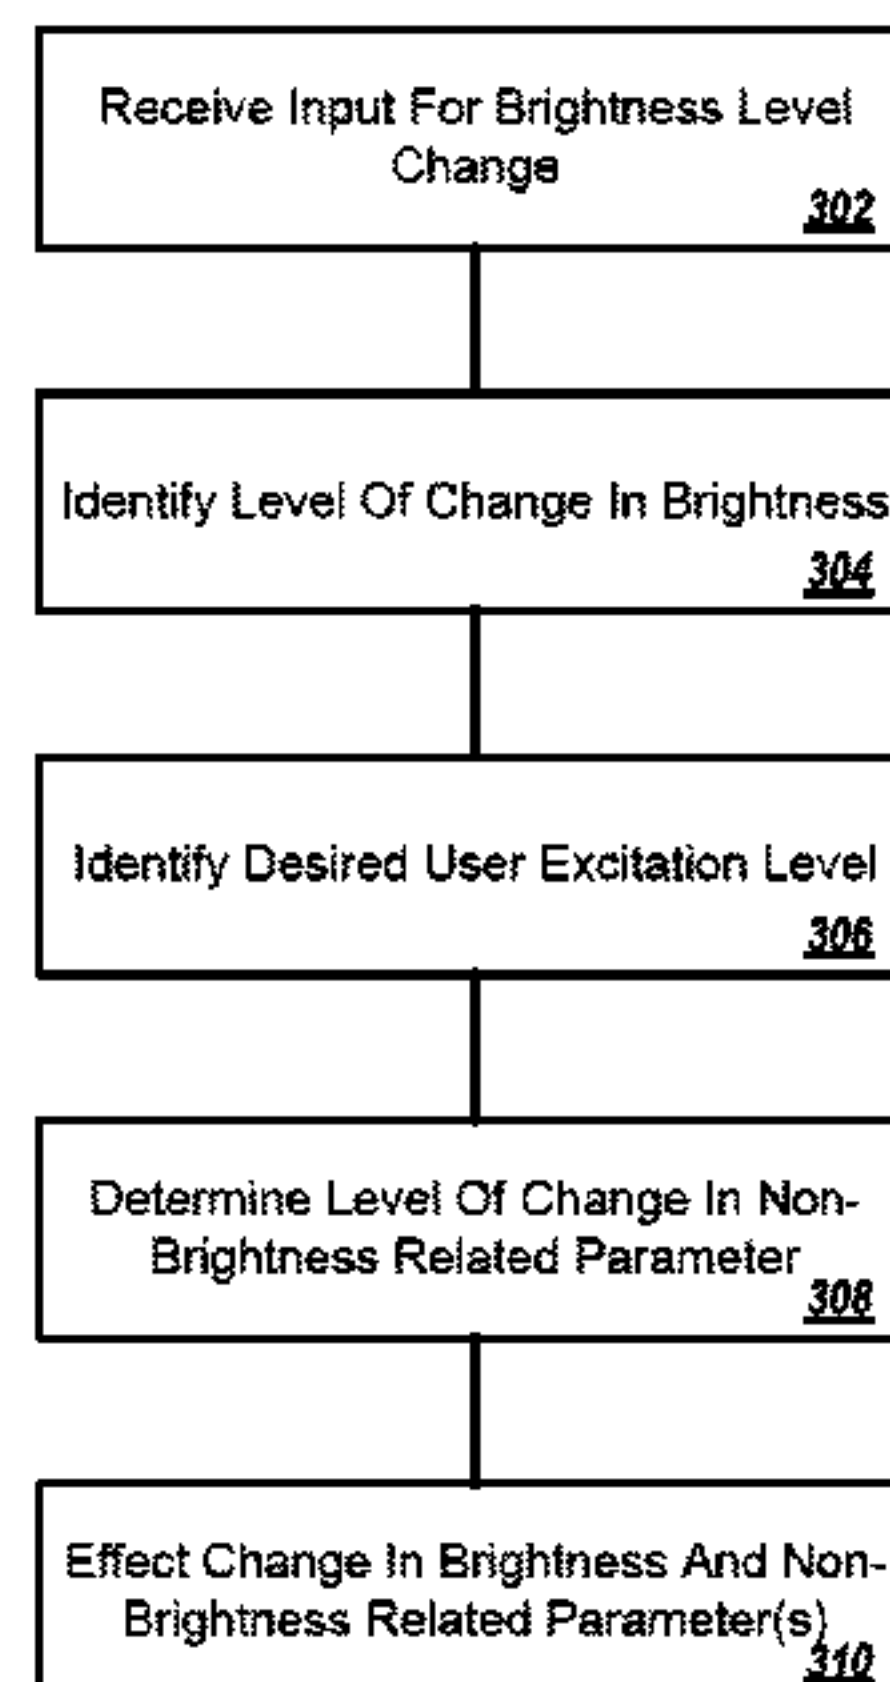 Receive Input For Brightness Level
Change
302
Identify Level Of Change In Brightness
304
Identify Desired User Excitation Level
306
Determine Level Of Change In Non-
Brightness Related Parameter
308
Effect Change In Brightness And Non-
Brightness Related Parameter(s)
310